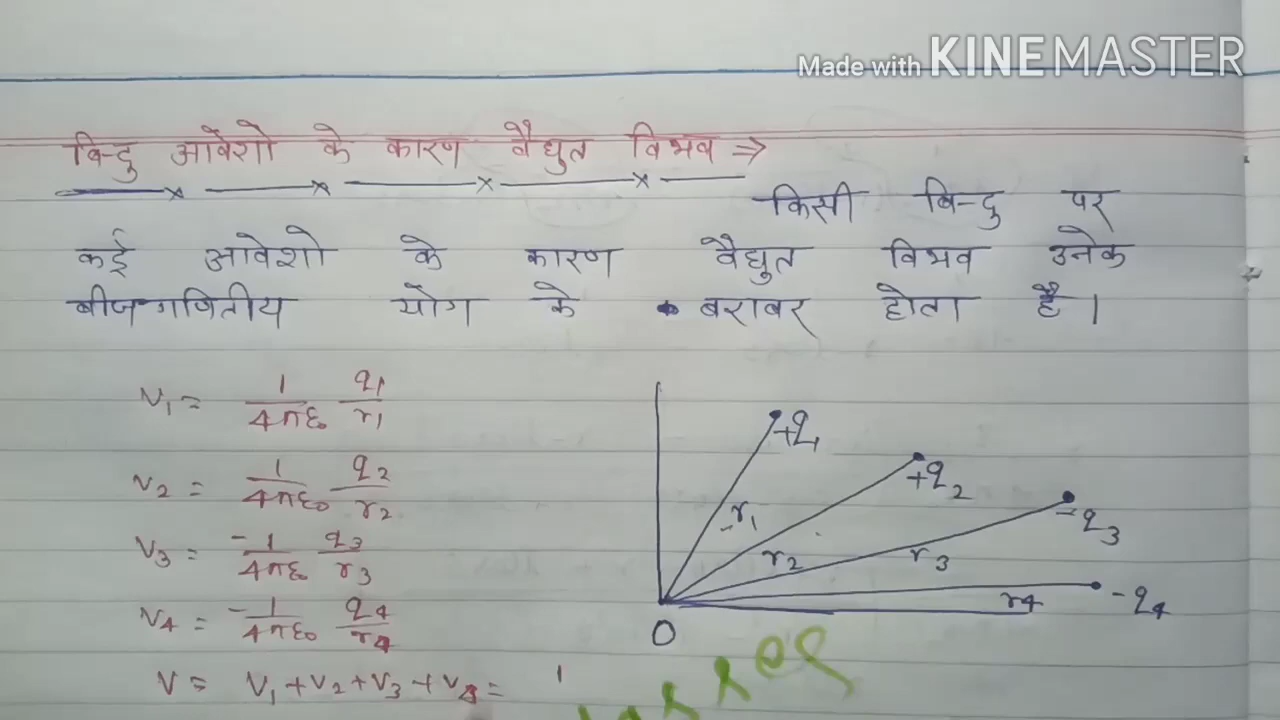 Made with KINEMASTER
बिन्दु आवेशो के कारण वैद्युत विभव ⇒
किसी बिन्दु पर
कई आवेशो के कारण वैद्युत विभव उनेक
बीजगणितीय योग के बराबर होता है।
V₁ = 1/4πε₀ q₁/r₁
V₂ = 1/4πε₀ q₂/r₂
V₃ = -1/4πε₀ q₃/r₃
V₄ = -1/4πε₀ q₄/r₄
V = V₁ + V₂ + V₃ + V₄ =
+q₁
+q₂
-q₃
-q₄
r₁
r₂
r₃
r₄
O